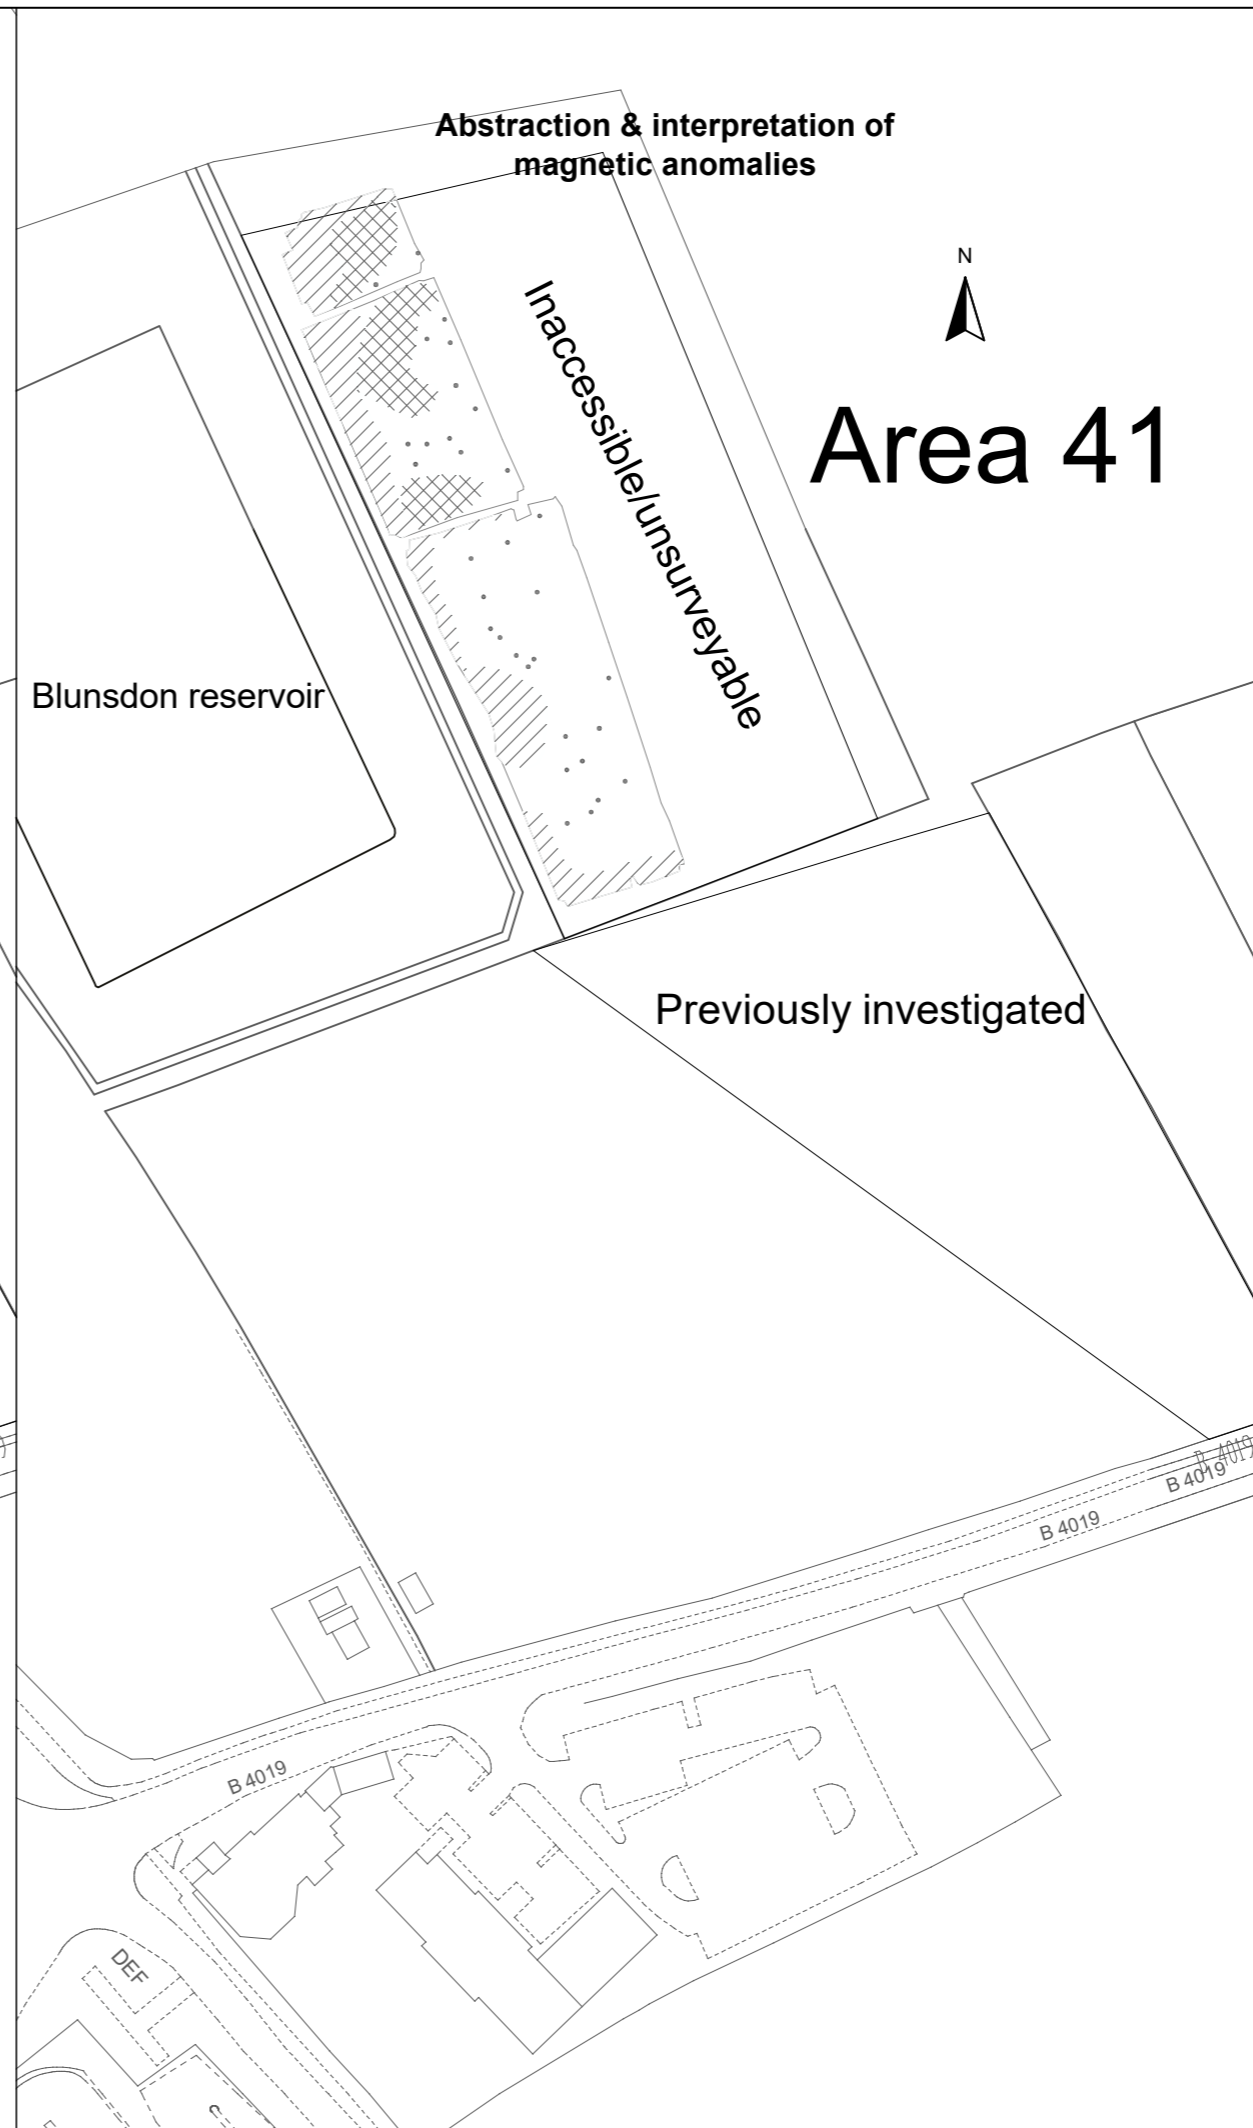 Abstraction & interpretation of
magnetic anomalies
N
Area 41
Inaccessible/unsurveyable
Blunsdon reservoir
Previously investigated
B 4019
B 4019
B 4019
B 4019
DEF